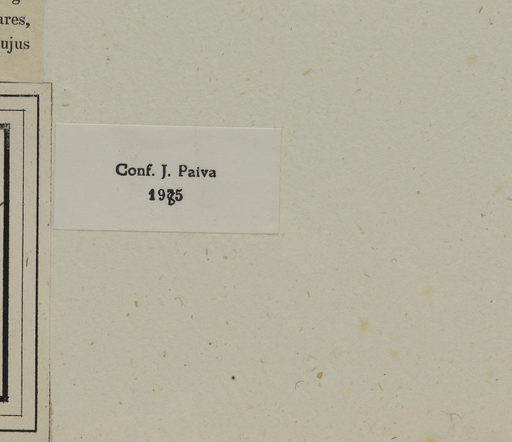 ares,
ujus
Conf. J. Paiva